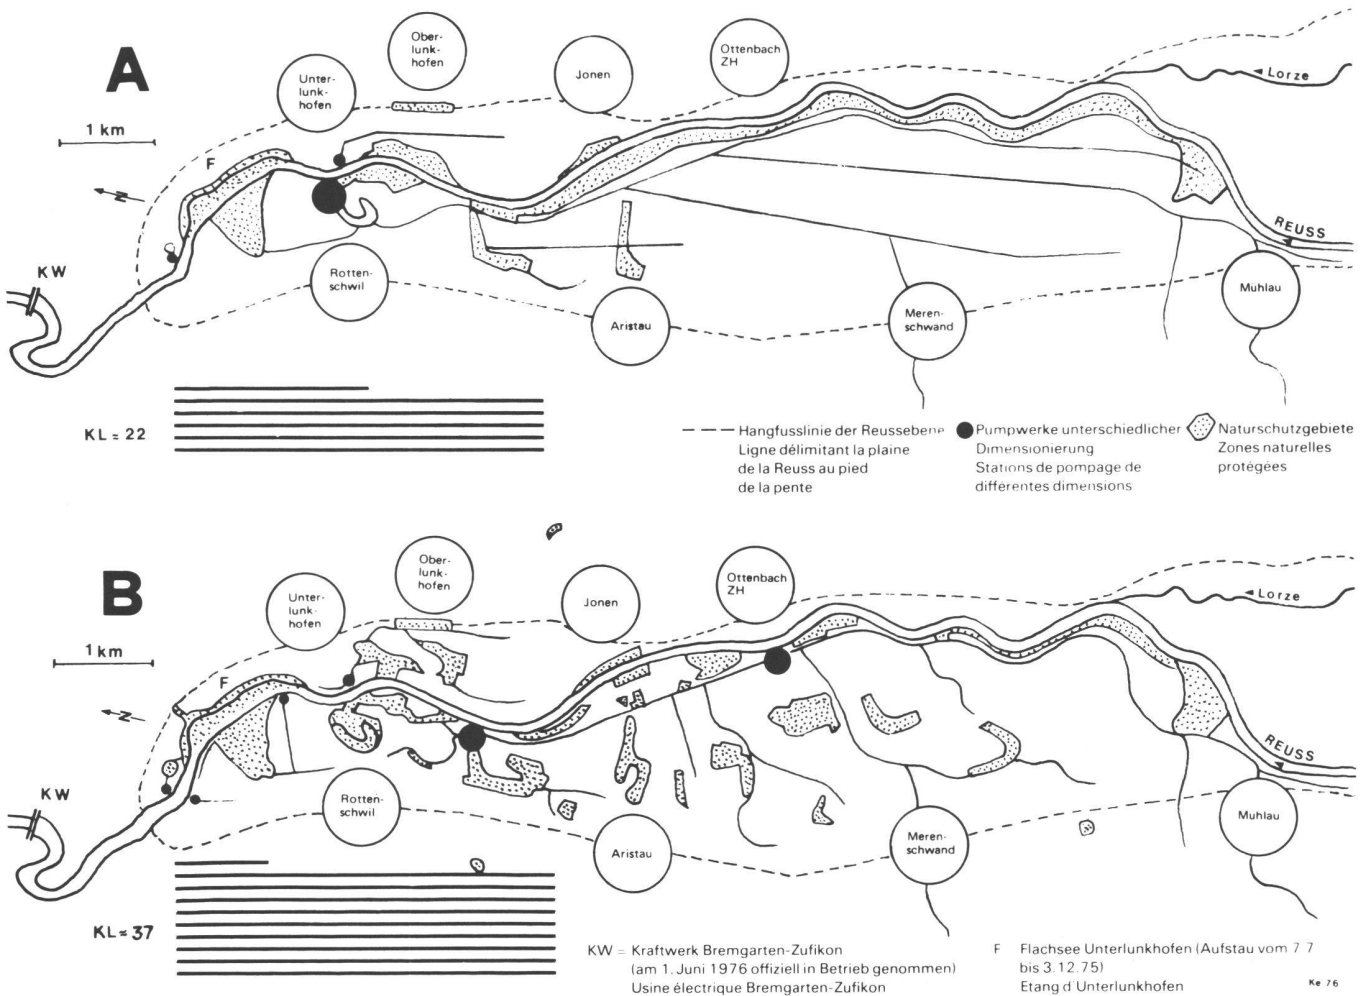 A
Ober-
lunk-
hofen
Ottenbach
ZH
Unter-
lunk-
hofen
Jonen
Lorze
1 km
F
N
REUSS
KW
Rotten-
schwil
Aristau
Meren-
schwand
Mühlau
KL ≈ 22
Hangfusslinie der Reussebene
Ligne délimitant la plaine
de la Reuss au pied
de la pente
Pumpwerke unterschiedlicher
Dimensionierung
Stations de pompage de
différentes dimensions
Naturschutzgebiete
Zones naturelles
protégées
B
Ober-
lunk-
hofen
Ottenbach
ZH
Unter-
lunk-
hofen
Jonen
Lorze
1 km
F
N
REUSS
KW
Rotten-
schwil
Aristau
Meren-
schwand
Mühlau
KL ≈ 37
KW = Kraftwerk Bremgarten-Zufikon
(am 1. Juni 1976 offiziell in Betrieb genommen)
Usine électrique Bremgarten-Zufikon
F Flachsee Unterlunkhofen (Aufstau vom 7 7
bis 3.12.75)
Etang d'Unterlunkhofen
Ke 76